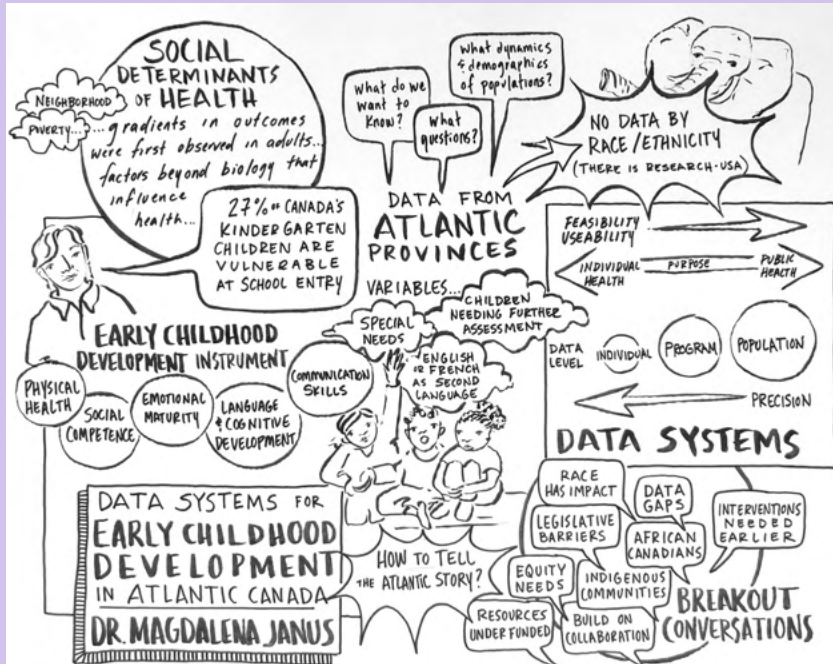 SOCIAL
DETERMINANTS
OF HEALTH
NEIGHBORHOOD
POVERTY...
...gradients in outcomes
were first observed in adults...
factors beyond biology that
influence
health...
27% OF CANADA'S
KINDERGARTEN
CHILDREN ARE
VULNERABLE
AT SCHOOL ENTRY
What do we
want to
know?
What
questions?
What dynamics
& demographics
of populations?
NO DATA BY
RACE/ETHNICITY
(THERE IS RESEARCH-USA)
DATA FROM
ATLANTIC
PROVINCES
VARIABLES...
SPECIAL
NEEDS
CHILDREN
NEEDING FURTHER
ASSESSMENT
ENGLISH
OR FRENCH
AS SECOND
LANGUAGE
EARLY CHILDHOOD
DEVELOPMENT INSTRUMENT
PHYSICAL
HEALTH
SOCIAL
COMPETENCE
EMOTIONAL
MATURITY
LANGUAGE
& COGNITIVE
DEVELOPMENT
COMMUNICATION
SKILLS
FEASIBILITY
USEABILITY
INDIVIDUAL
HEALTH
PURPOSE
PUBLIC
HEALTH
DATA
LEVEL
INDIVIDUAL
PROGRAM
POPULATION
PRECISION
DATA SYSTEMS
DATA SYSTEMS FOR
EARLY CHILDHOOD
DEVELOPMENT
IN ATLANTIC CANADA
DR. MAGDALENA JANUS
HOW TO TELL
THE ATLANTIC STORY?
RACE
HAS IMPACT
DATA
GAPS
INTERVENTIONS
NEEDED
EARLIER
LEGISLATIVE
BARRIERS
AFRICAN
CANADIANS
EQUITY
NEEDS
INDIGENOUS
COMMUNITIES
RESOURCES
UNDERFUNDED
BUILD ON
COLLABORATION
BREAKOUT
CONVERSATIONS